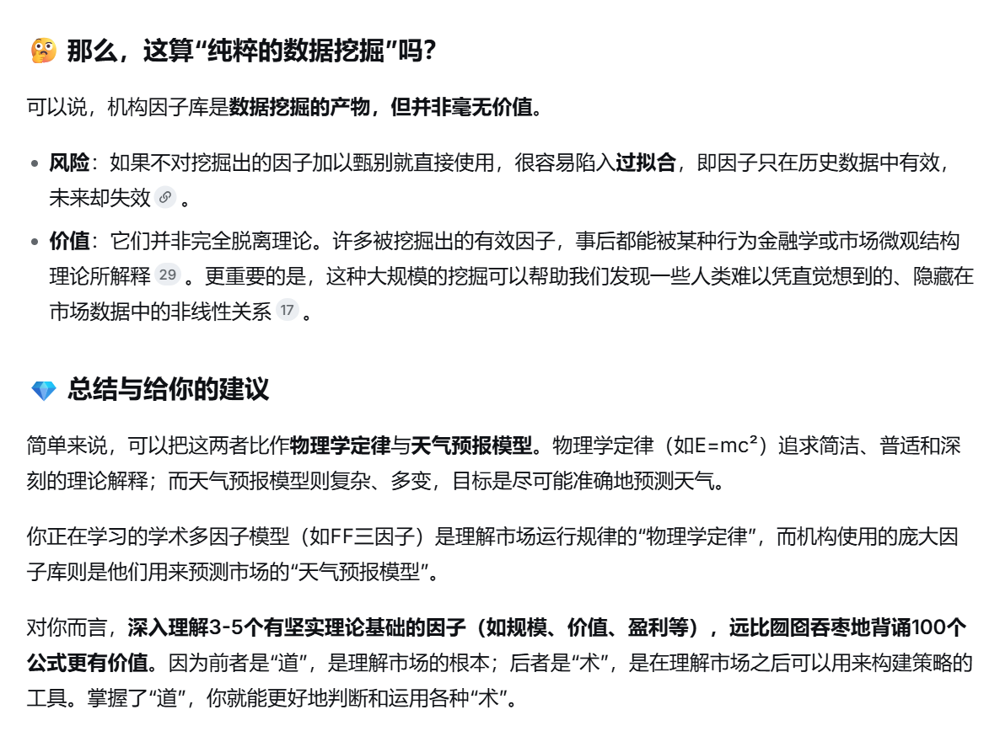 🤔 那么，这算“纯粹的数据挖掘”吗？
可以说，机构因子库是数据挖掘的产物，但并非毫无价值。
• 风险：如果不对挖掘出的因子加以甄别就直接使用，很容易陷入过拟合，即因子只在历史数据中有效，
未来却失效 。
• 价值：它们并非完全脱离理论。许多被挖掘出的有效因子，事后都能被某种行为金融学或市场微观结构
理论所解释 29 。更重要的是，这种大规模的挖掘可以帮助我们发现一些人类难以凭直觉想到的、隐藏在
市场数据中的非线性关系 17 。
💎 总结与给你的建议
简单来说，可以把这两者比作物理学定律与天气预报模型。物理学定律（如E=mc²）追求简洁、普适和深
刻的理论解释；而天气预报模型则复杂、多变，目标是尽可能准确地预测天气。
你正在学习的学术多因子模型（如FF三因子）是理解市场运行规律的“物理学定律”，而机构使用的庞大因
子库则是他们用来预测市场的“天气预报模型”。
对你而言，深入理解3-5个有坚实理论基础的因子（如规模、价值、盈利等），远比囫囵吞枣地背诵100个
公式更有价值。因为前者是“道”，是理解市场的根本；后者是“术”，是在理解市场之后可以用来构建策略的
工具。掌握了“道”，你就能更好地判断和运用各种“术”。